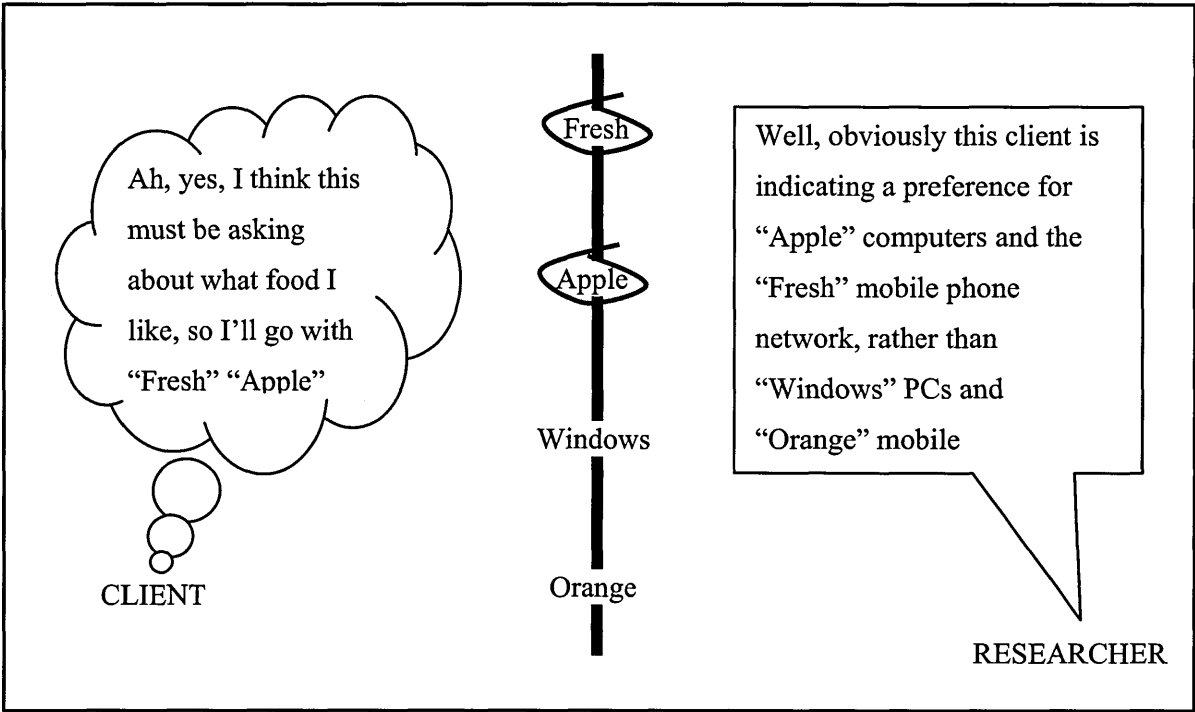 Ah, yes, I think this
must be asking
about what food I
like, so I’ll go with
“Fresh” “Apple”
CLIENT
Fresh
Apple
Windows
Orange
Well, obviously this client is
indicating a preference for
“Apple” computers and the
“Fresh” mobile phone
network, rather than
“Windows” PCs and
“Orange” mobile
RESEARCHER